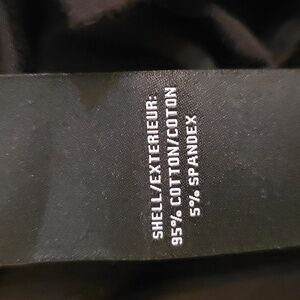 SHELL/EXTERIEUR:
95% COTTON/COTON
5% SPANDEX